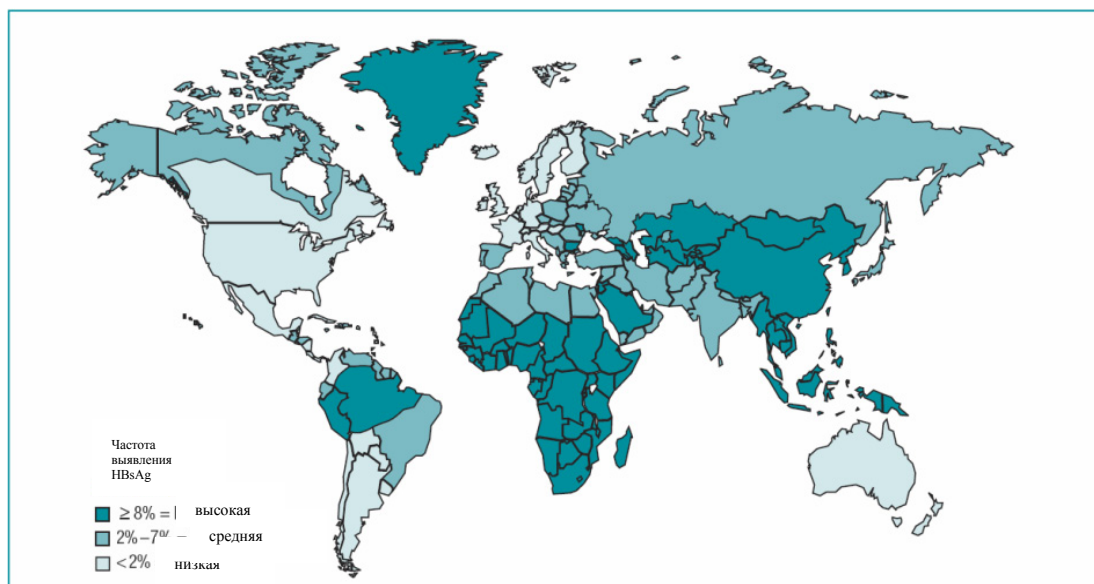 Частота
выявления
HBsAg
≥8% = высокая
2%–7% – средняя
<2% низкая